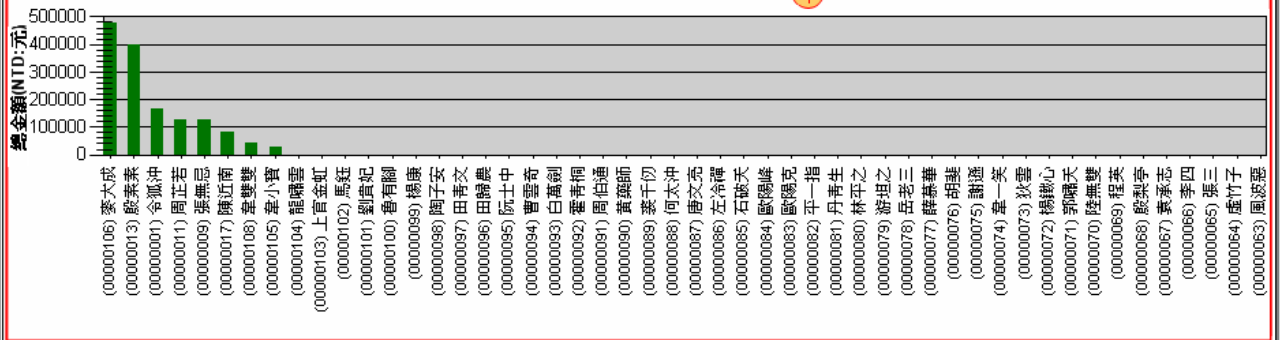 總金額(NTD:元)
500000
400000
300000
200000
100000
0
(00000106) 麥大成
(00000013) 殷素素
(00000001) 令狐沖
(00000011) 周正若
(00000009) 張無忌
(00000017) 陳近南
(00000108) 韋雙雙
(00000105) 韋小寶
(00000104) 龍嘯雲
(00000103) 上官金虹
(00000102) 馬鈺
(00000101) 劉貴妃
(00000100) 魯有腳
(00000099) 楊康
(00000098) 陶子安
(00000097) 田青文
(00000096) 田歸農
(00000095) 阮士中
(00000094) 曹雲奇
(00000093) 白萬劍
(00000092) 霍青桐
(00000091) 周伯通
(00000090) 黃藥師
(00000089) 裘千仞
(00000088) 何太沖
(00000087) 唐文亮
(00000086) 左冷禪
(00000085) 石破天
(00000084) 歐陽峰
(00000083) 歐陽克
(00000082) 平一指
(00000081) 丹青生
(00000080) 林平之
(00000079) 游坦之
(00000078) 岳老三
(00000077) 薛慕華
(00000076) 胡斐
(00000075) 謝遜
(00000074) 韋一笑
(00000073) 狄雲
(00000072) 楊鐵心
(00000071) 郭嘯天
(00000070) 陸無雙
(00000069) 程英
(00000068) 殷梨亭
(00000067) 袁承志
(00000066) 李四
(00000065) 張三
(00000064) 虛竹子
(00000063) 風波惡